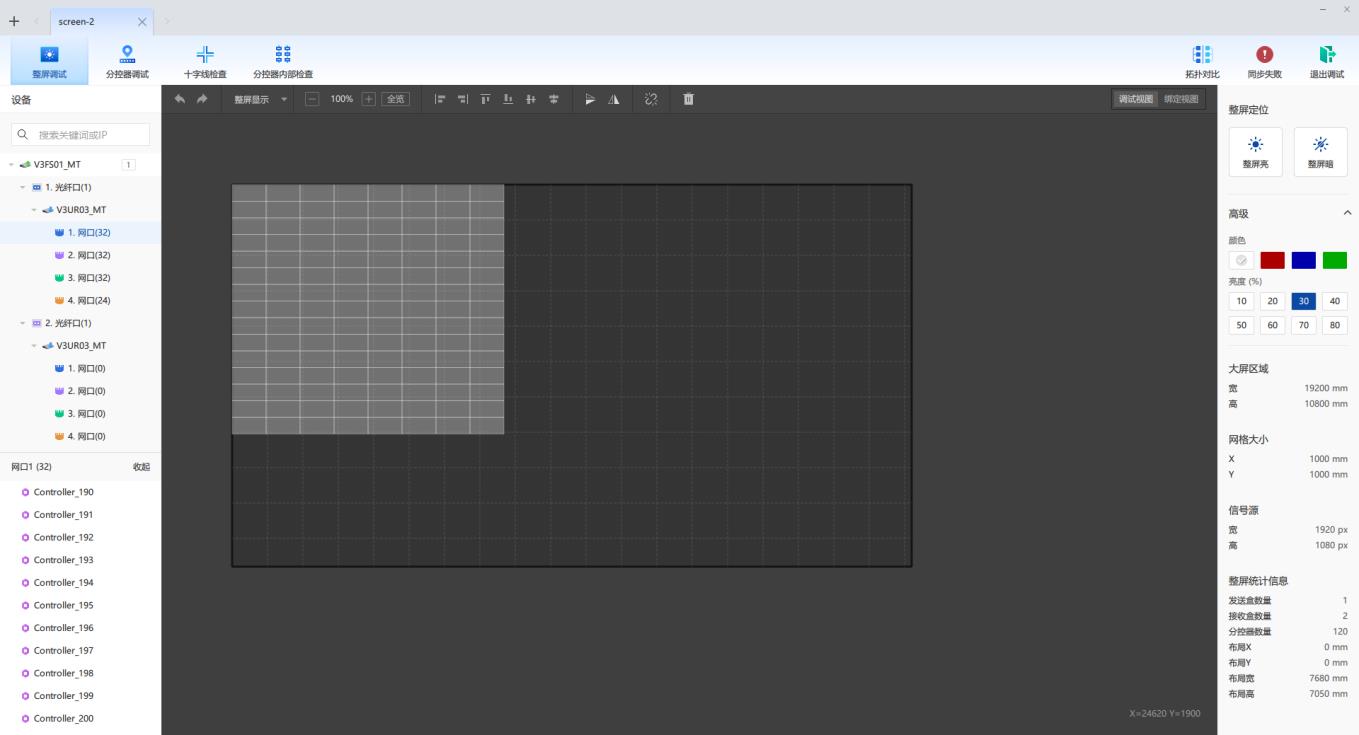 screen-2
整屏调试
分控器调试
十字线检查
分控器内部检查
拓扑对比
同步失败
退出调试
设备
整屏显示
100%
全览
调试视图
绑定视图
搜索关键词或IP
V3FS01_MT
1
1. 光纤口(1)
V3UR03_MT
1. 网口(32)
2. 网口(32)
3. 网口(32)
4. 网口(24)
2. 光纤口(1)
V3UR03_MT
1. 网口(0)
2. 网口(0)
3. 网口(0)
4. 网口(0)
网口1 (32)
收起
Controller_190
Controller_191
Controller_192
Controller_193
Controller_194
Controller_195
Controller_196
Controller_197
Controller_198
Controller_199
Controller_200
X=24620 Y=1900
整屏定位
整屏亮
整屏暗
高级
颜色
亮度 (%)
10 20 30 40
50 60 70 80
大屏区域
宽 19200 mm
高 10800 mm
网格大小
X 1000 mm
Y 1000 mm
信号源
宽 1920 px
高 1080 px
整屏统计信息
发送盒数量 1
接收盒数量 2
分控器数量 120
布局X 0 mm
布局Y 0 mm
布局宽 7680 mm
布局高 7050 mm